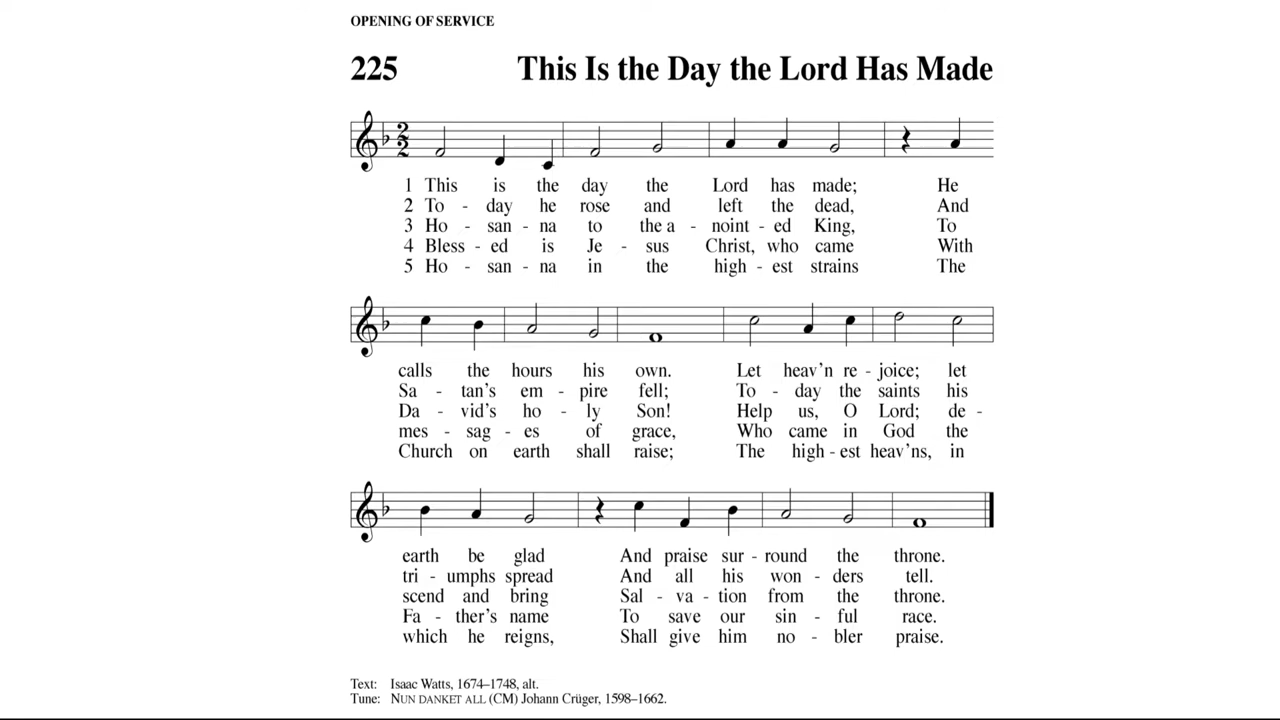 OPENING OF SERVICE
225 This Is the Day the Lord Has Made
1 This is the day the Lord has made; He
2 To - day he rose and left the dead, And
3 Ho - san - na to the a - noint - ed King, To
4 Bless - ed is Je - sus Christ, who came With
5 Ho - san - na in the high - est strains The
calls the hours his own. Let heav'n re - joice; let
Sa - tan's em - pire fell; To - day the saints his
Da - vid's ho - ly Son! Help us, O Lord; de -
mes - sag - es of grace, Who came in God the
Church on earth shall raise; The high - est heav'ns, in
earth be glad And praise sur - round the throne.
tri - umphs spread And all his won - ders tell.
scend and bring Sal - va - tion from the throne.
Fa - ther's name To save our sin - ful race.
which he reigns, Shall give him no - bler praise.
Text: Isaac Watts, 1674–1748, alt.
Tune: NUN DANKET ALL (CM) Johann Crüger, 1598–1662.